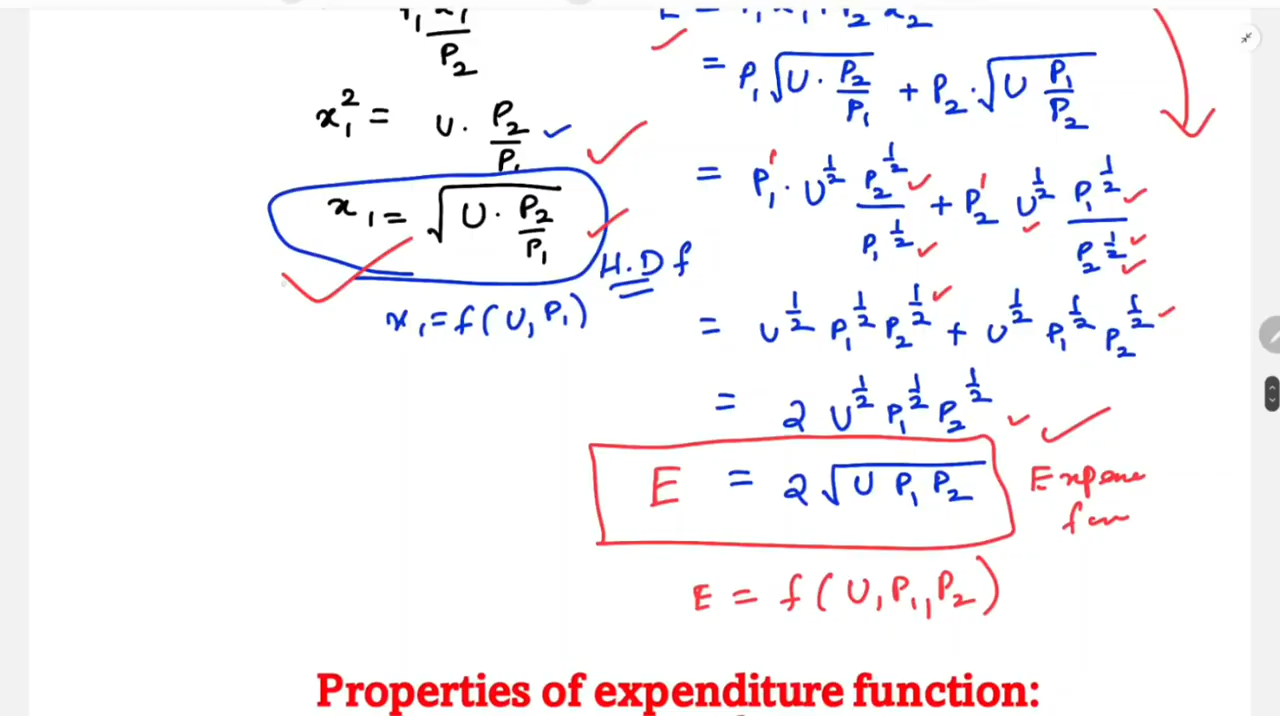 P₂
x₁² = U · P₂/P₁
x₁ = √(U · P₂/P₁)
H.D f
x₁ = f(U, P₁)
= P₁√(U · P₂/P₁) + P₂ · √(U P₁/P₂)
= P₁¹ · U^½ P₂^½/P₁^½ + P₂¹ U^½ P₁^½/P₂^½
= U^½ P₁^½ P₂^½ + U^½ P₁^½ P₂^½
= 2 U^½ P₁^½ P₂^½
E = 2√(U P₁ P₂)
E = f(U, P₁, P₂)
Properties of expenditure function: